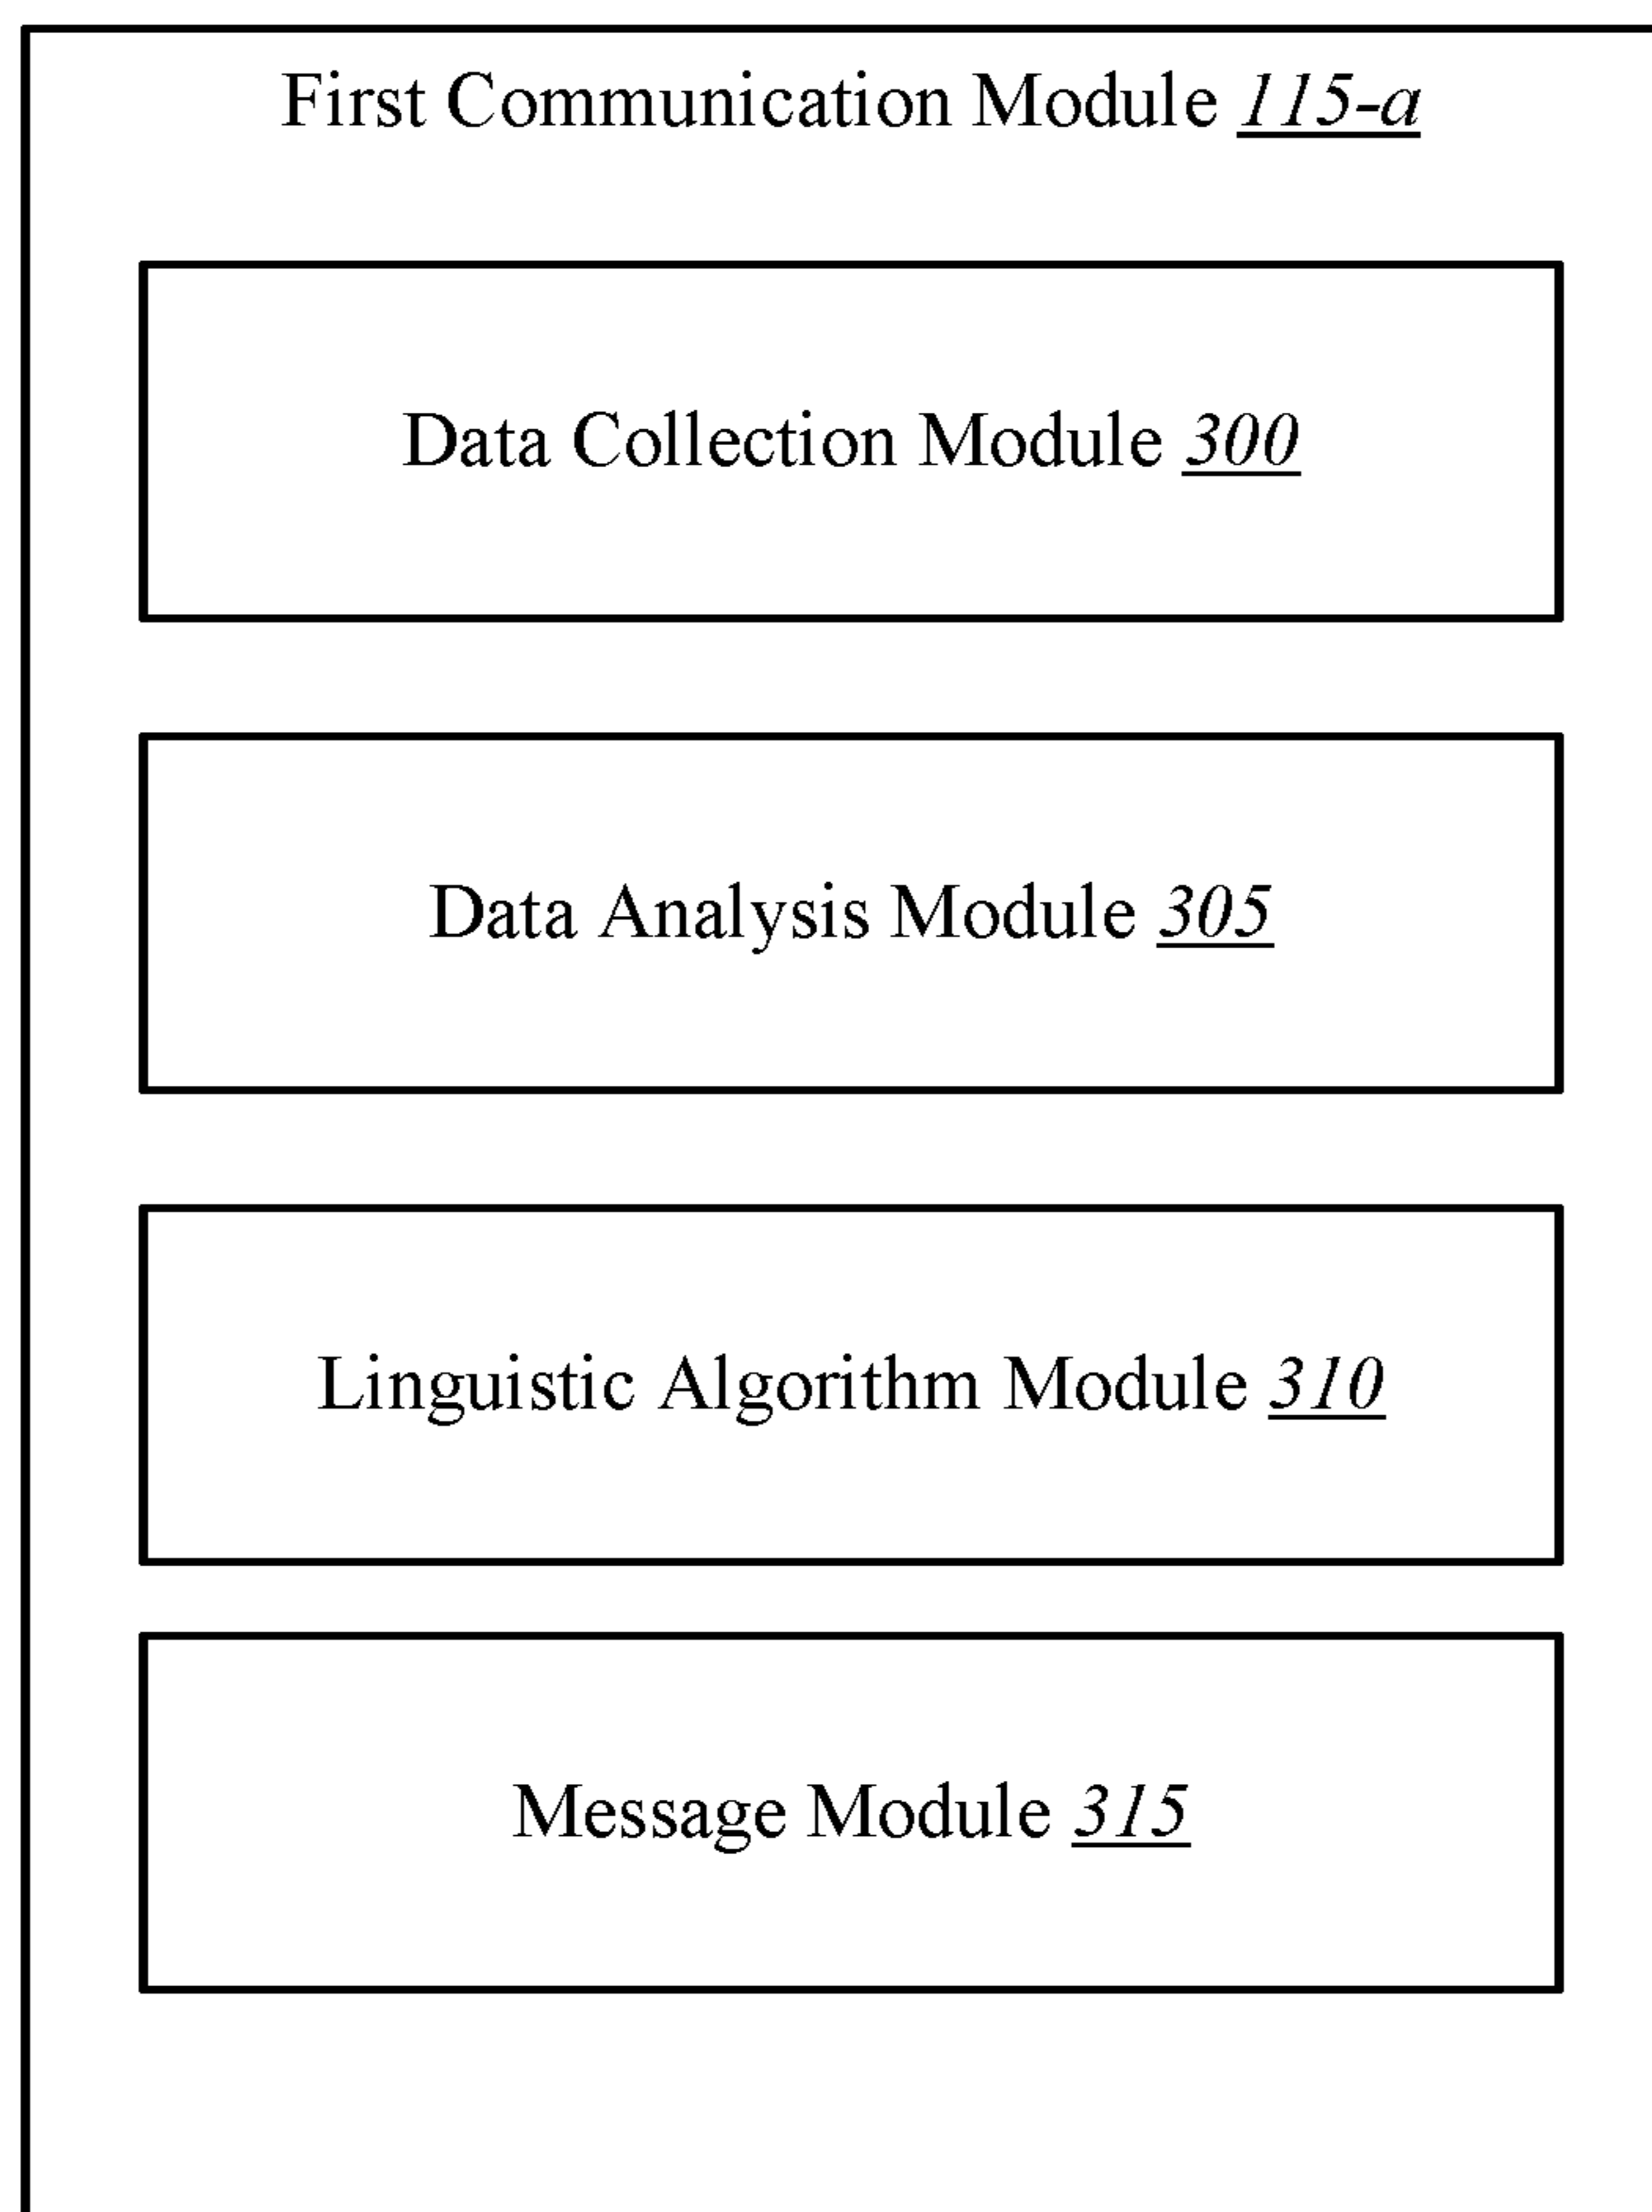 First Communication Module 115-a
Data Collection Module 300
Data Analysis Module 305
Linguistic Algorithm Module 310
Message Module 315